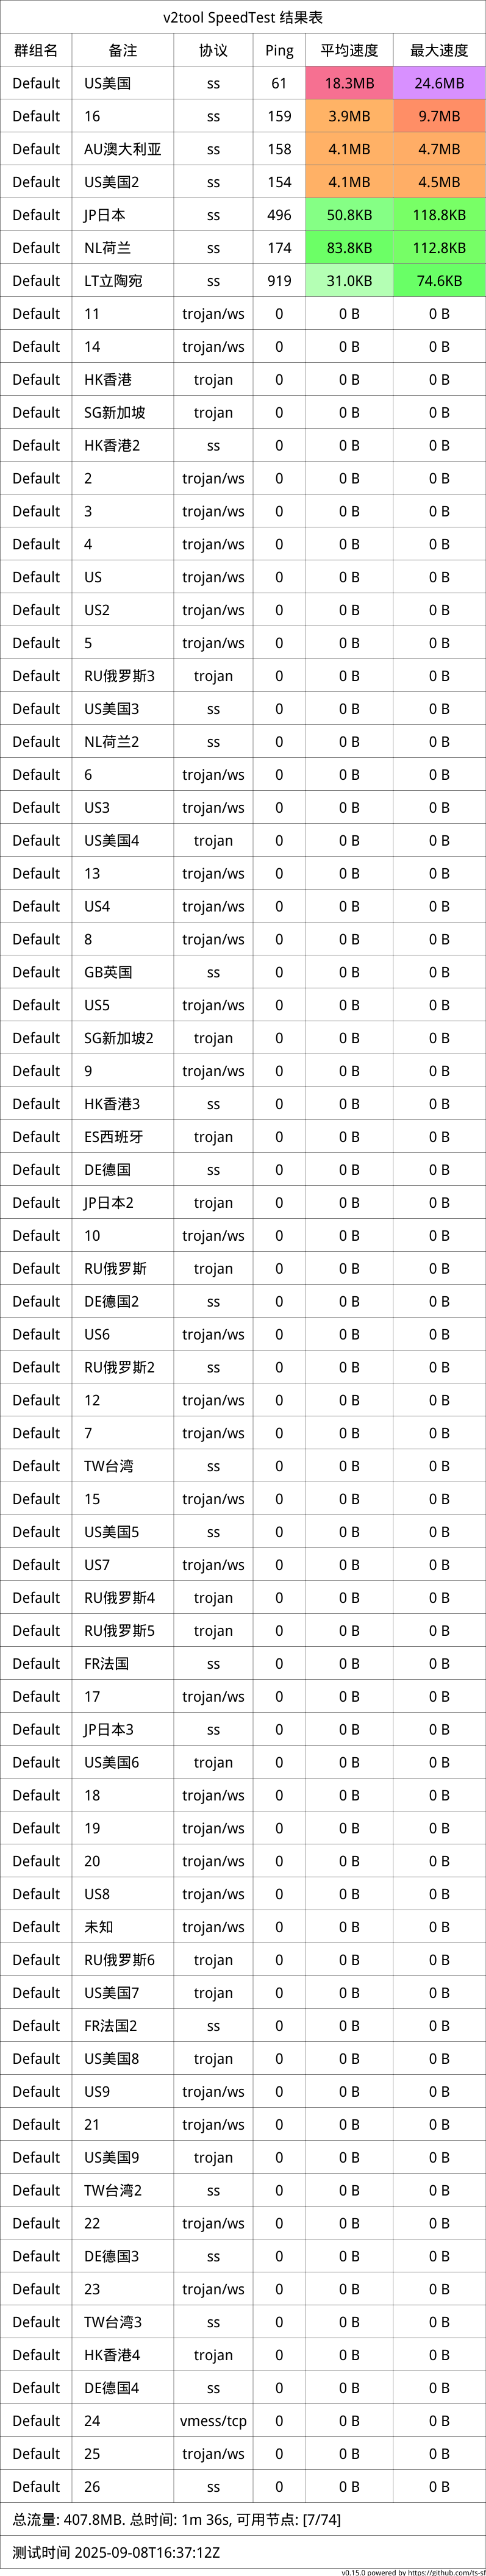 v2tool SpeedTest 结果表
群组名 备注 协议 Ping 平均速度 最大速度
Default US美国 ss 61 18.3MB 24.6MB
Default 16 ss 159 3.9MB 9.7MB
Default AU澳大利亚 ss 158 4.1MB 4.7MB
Default US美国2 ss 154 4.1MB 4.5MB
Default JP日本 ss 496 50.8KB 118.8KB
Default NL荷兰 ss 174 83.8KB 112.8KB
Default LT立陶宛 ss 919 31.0KB 74.6KB
Default 11 trojan/ws 0 0 B 0 B
Default 14 trojan/ws 0 0 B 0 B
Default HK香港 trojan 0 0 B 0 B
Default SG新加坡 trojan 0 0 B 0 B
Default HK香港2 ss 0 0 B 0 B
Default 2 trojan/ws 0 0 B 0 B
Default 3 trojan/ws 0 0 B 0 B
Default 4 trojan/ws 0 0 B 0 B
Default US trojan/ws 0 0 B 0 B
Default US2 trojan/ws 0 0 B 0 B
Default 5 trojan/ws 0 0 B 0 B
Default RU俄罗斯3 trojan 0 0 B 0 B
Default US美国3 ss 0 0 B 0 B
Default NL荷兰2 ss 0 0 B 0 B
Default 6 trojan/ws 0 0 B 0 B
Default US3 trojan/ws 0 0 B 0 B
Default US美国4 trojan 0 0 B 0 B
Default 13 trojan/ws 0 0 B 0 B
Default US4 trojan/ws 0 0 B 0 B
Default 8 trojan/ws 0 0 B 0 B
Default GB英国 ss 0 0 B 0 B
Default US5 trojan/ws 0 0 B 0 B
Default SG新加坡2 trojan 0 0 B 0 B
Default 9 trojan/ws 0 0 B 0 B
Default HK香港3 ss 0 0 B 0 B
Default ES西班牙 trojan 0 0 B 0 B
Default DE德国 ss 0 0 B 0 B
Default JP日本2 trojan 0 0 B 0 B
Default 10 trojan/ws 0 0 B 0 B
Default RU俄罗斯 trojan 0 0 B 0 B
Default DE德国2 ss 0 0 B 0 B
Default US6 trojan/ws 0 0 B 0 B
Default RU俄罗斯2 ss 0 0 B 0 B
Default 12 trojan/ws 0 0 B 0 B
Default 7 trojan/ws 0 0 B 0 B
Default TW台湾 ss 0 0 B 0 B
Default 15 trojan/ws 0 0 B 0 B
Default US美国5 ss 0 0 B 0 B
Default US7 trojan/ws 0 0 B 0 B
Default RU俄罗斯4 trojan 0 0 B 0 B
Default RU俄罗斯5 trojan 0 0 B 0 B
Default FR法国 ss 0 0 B 0 B
Default 17 trojan/ws 0 0 B 0 B
Default JP日本3 ss 0 0 B 0 B
Default US美国6 trojan 0 0 B 0 B
Default 18 trojan/ws 0 0 B 0 B
Default 19 trojan/ws 0 0 B 0 B
Default 20 trojan/ws 0 0 B 0 B
Default US8 trojan/ws 0 0 B 0 B
Default 未知 trojan/ws 0 0 B 0 B
Default RU俄罗斯6 trojan 0 0 B 0 B
Default US美国7 trojan 0 0 B 0 B
Default FR法国2 ss 0 0 B 0 B
Default US美国8 trojan 0 0 B 0 B
Default US9 trojan/ws 0 0 B 0 B
Default 21 trojan/ws 0 0 B 0 B
Default US美国9 trojan 0 0 B 0 B
Default TW台湾2 ss 0 0 B 0 B
Default 22 trojan/ws 0 0 B 0 B
Default DE德国3 ss 0 0 B 0 B
Default 23 trojan/ws 0 0 B 0 B
Default TW台湾3 ss 0 0 B 0 B
Default HK香港4 trojan 0 0 B 0 B
Default DE德国4 ss 0 0 B 0 B
Default 24 vmess/tcp 0 0 B 0 B
Default 25 trojan/ws 0 0 B 0 B
Default 26 ss 0 0 B 0 B
总流量: 407.8MB. 总时间: 1m 36s, 可用节点: [7/74]
测试时间 2025-09-08T16:37:12Z
v0.15.0 powered by https://github.com/ts-sf